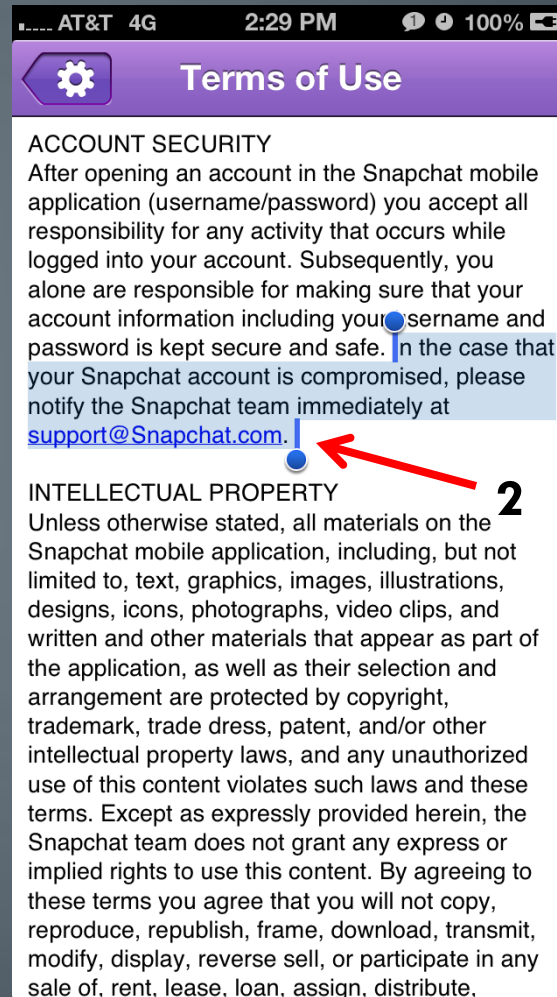 AT&T 4G 2:29 PM 1 100%
Terms of Use
ACCOUNT SECURITY
After opening an account in the Snapchat mobile
application (username/password) you accept all
responsibility for any activity that occurs while
logged into your account. Subsequently, you
alone are responsible for making sure that your
account information including your username and
password is kept secure and safe. In the case that
your Snapchat account is compromised, please
notify the Snapchat team immediately at
support@Snapchat.com.
2
INTELLECTUAL PROPERTY
Unless otherwise stated, all materials on the
Snapchat mobile application, including, but not
limited to, text, graphics, images, illustrations,
designs, icons, photographs, video clips, and
written and other materials that appear as part of
the application, as well as their selection and
arrangement are protected by copyright,
trademark, trade dress, patent, and/or other
intellectual property laws, and any unauthorized
use of this content violates such laws and these
terms. Except as expressly provided herein, the
Snapchat team does not grant any express or
implied rights to use this content. By agreeing to
these terms you agree that you will not copy,
reproduce, republish, frame, download, transmit,
modify, display, reverse sell, or participate in any
sale of, rent, lease, loan, assign, distribute,